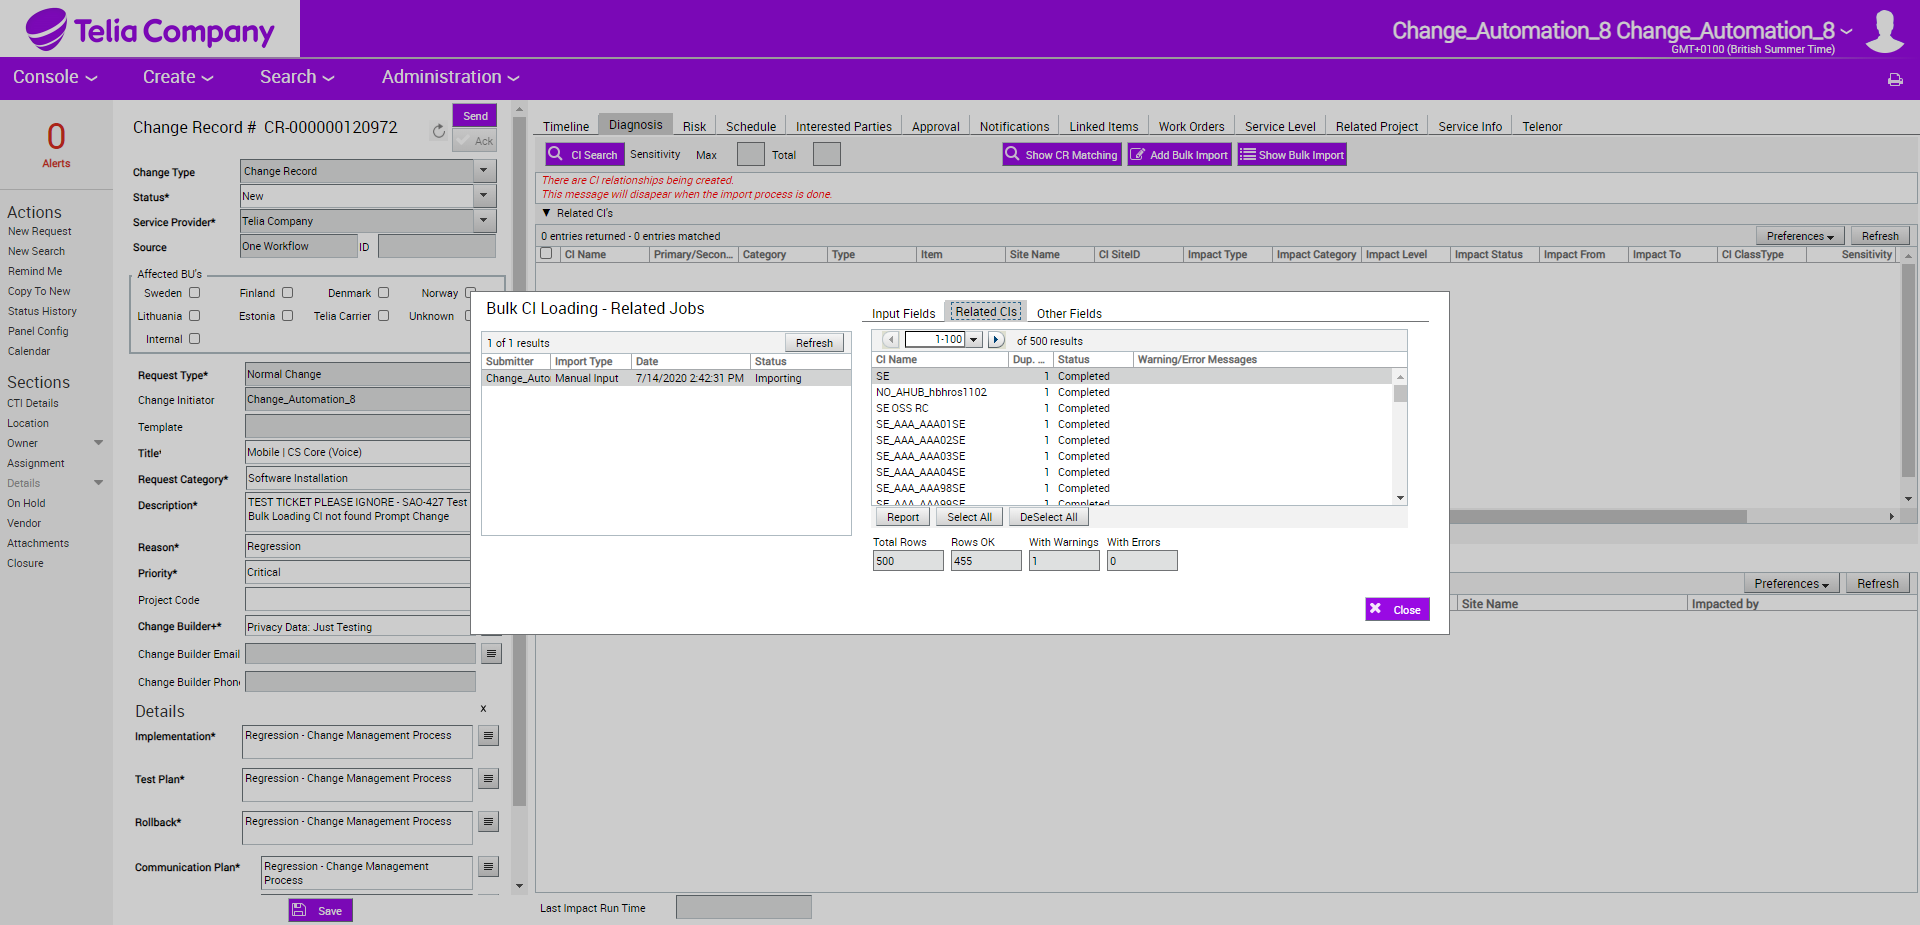 Telia Company
Change_Automation_8 Change_Automation_8
GMT+0100 (British Summer Time)
Console Create Search Administration
0
Alerts
Actions
New Request
New Search
Remind Me
Copy To New
Status History
Panel Config
Calendar
Sections
CTI Details
Location
Owner
Assignment
Details
On Hold
Vendor
Attachments
Closure
Change Record # CR-000000120972
Send
Ack
Change Type Change Record
Status* New
Service Provider* Telia Company
Source One Workflow ID
Affected BU's
Sweden Finland Denmark Norway
Lithuania Estonia Telia Carrier Unknown
Internal
Request Type* Normal Change
Change Initiator Change_Automation_8
Template
Title* Mobile | CS Core (Voice)
Request Category* Software Installation
Description* TEST TICKET PLEASE IGNORE - SAO-427 Test
Bulk Loading CI not found Prompt Change
Reason* Regression
Priority* Critical
Project Code
Change Builder+* Privacy Data: Just Testing
Change Builder Email
Change Builder Phone
Details x
Implementation* Regression - Change Management Process
Test Plan* Regression - Change Management Process
Rollback* Regression - Change Management Process
Communication Plan* Regression - Change Management
Process
Save
Timeline Diagnosis Risk Schedule Interested Parties Approval Notifications Linked Items Work Orders Service Level Related Project Service Info Telenor
CI Search Sensitivity Max Total Show CR Matching Add Bulk Import Show Bulk Import
There are CI relationships being created.
This message will disapear when the import process is done.
▼ Related CI's
0 entries returned - 0 entries matched Preferences Refresh
CI Name Primary/Secon... Category Type Item Site Name CI SiteID Impact Type Impact Category Impact Level Impact Status Impact From Impact To CI ClassType Sensitivity
Bulk CI Loading - Related Jobs
1 of 1 results Refresh
Submitter Import Type Date Status
Change_Auto Manual Input 7/14/2020 2:42:31 PM Importing
Input Fields Related CIs Other Fields
1-100 of 500 results
CI Name Dup. ... Status Warning/Error Messages
SE 1 Completed
NO_AHUB_hbhros1102 1 Completed
SE OSS RC 1 Completed
SE_AAA_AAA01SE 1 Completed
SE_AAA_AAA02SE 1 Completed
SE_AAA_AAA03SE 1 Completed
SE_AAA_AAA04SE 1 Completed
SE_AAA_AAA98SE 1 Completed
SE_AAA_AAA99SE 1 Completed
Report Select All DeSelect All
Total Rows Rows OK With Warnings With Errors
500 455 1 0
Close
Preferences Refresh
Site Name Impacted by
Last Impact Run Time